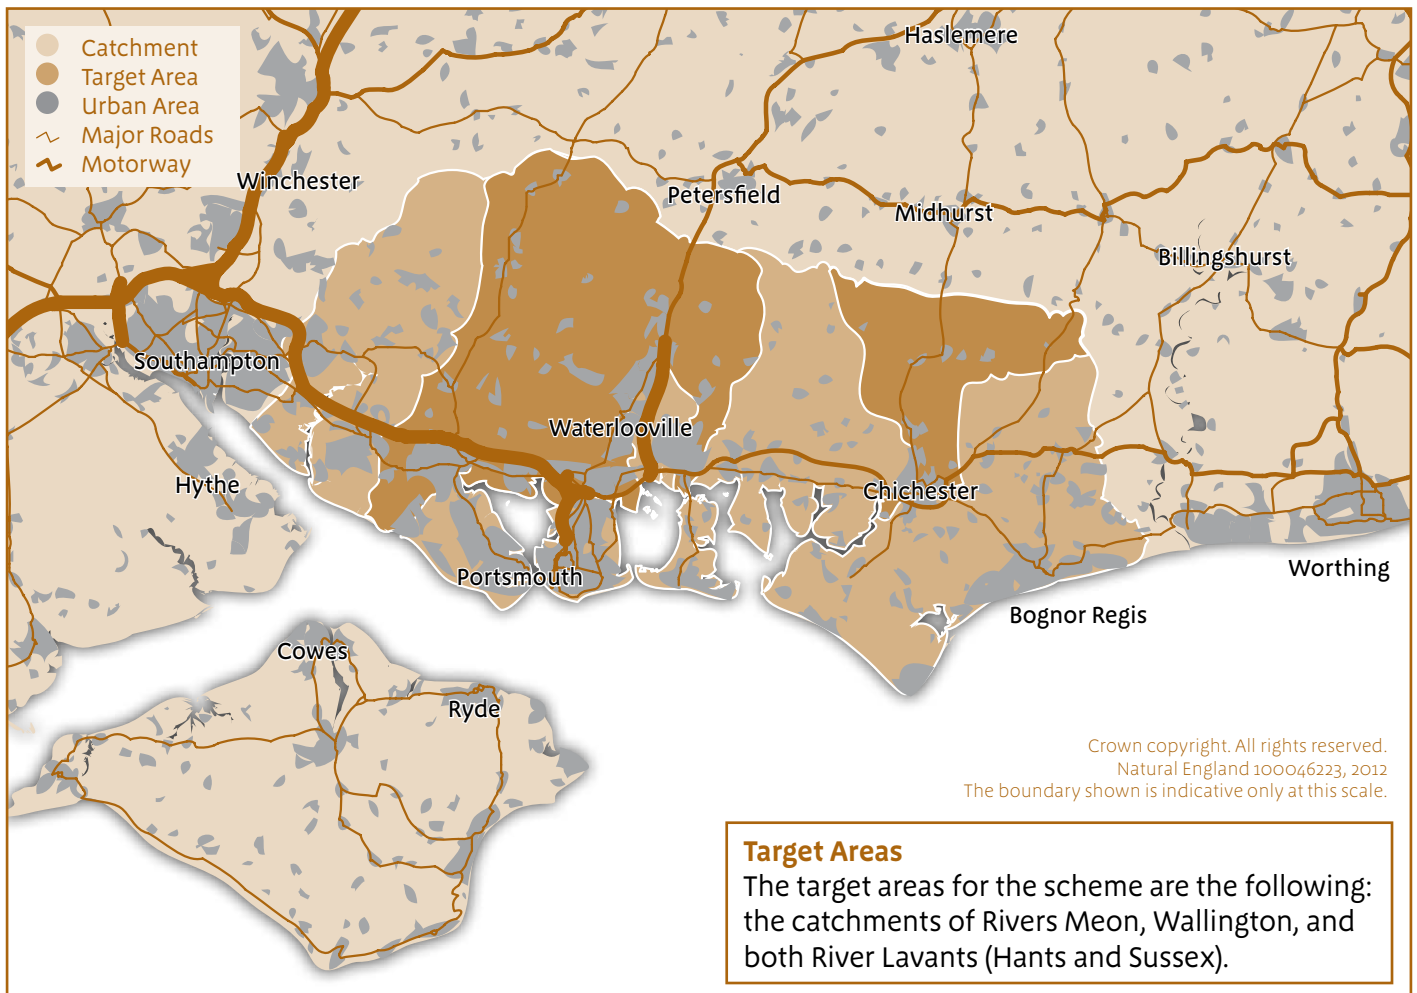 Catchment
Target Area
Urban Area
Major Roads
Motorway
Haslemere
Winchester
Petersfield
Midhurst
Billingshurst
Southampton
Waterlooville
Hythe
Chichester
Portsmouth
Worthing
Bognor Regis
Cowes
Ryde
Crown copyright. All rights reserved.
Natural England 100046223, 2012
The boundary shown is indicative only at this scale.
Target Areas
The target areas for the scheme are the following:
the catchments of Rivers Meon, Wallington, and
both River Lavants (Hants and Sussex).